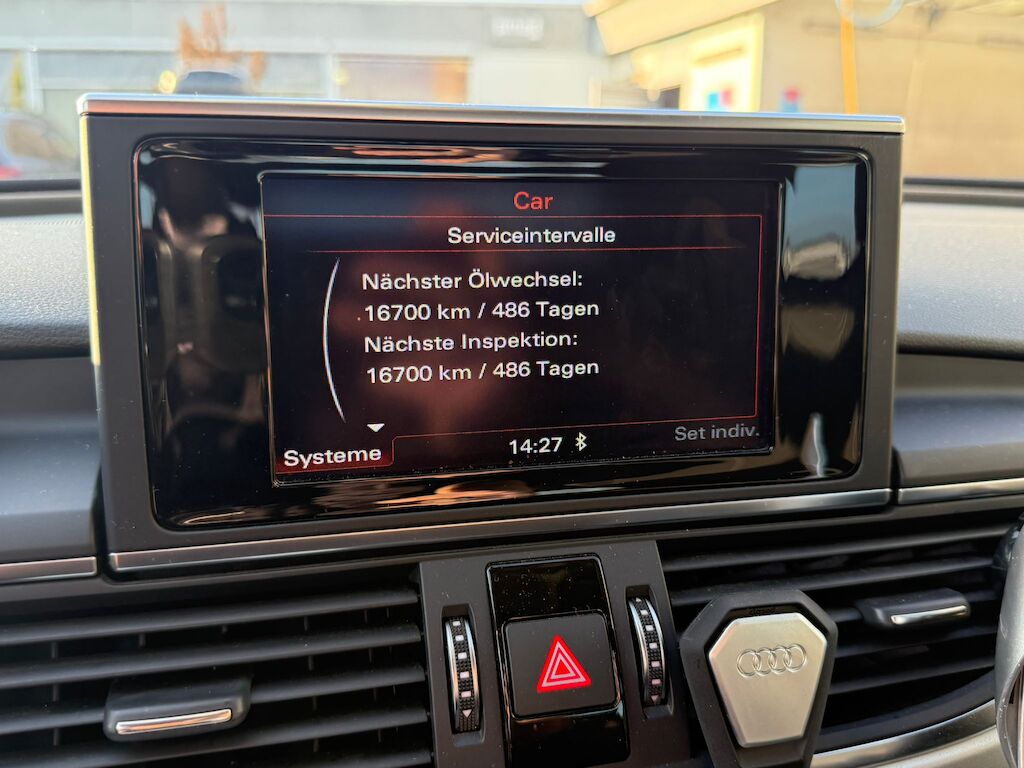 Car
Serviceintervalle
Nächster Ölwechsel:
16700 km / 486 Tagen
Nächste Inspektion:
16700 km / 486 Tagen
Systeme
14:27
Set indiv.